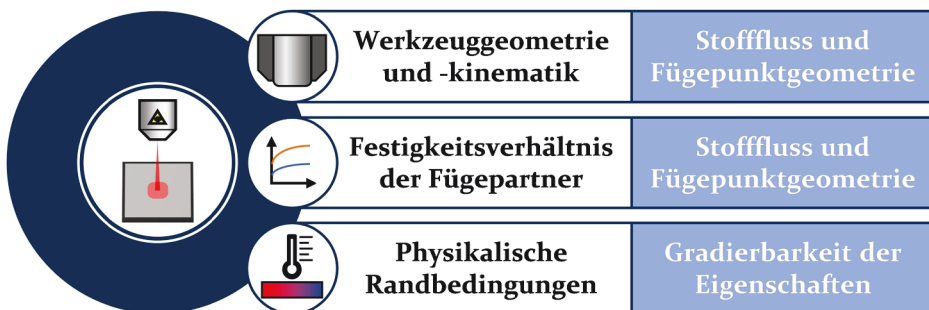 Werkzeuggeometrie
und -kinematik
Stofffluss und
Fügepunktgeometrie
Festigkeitsverhältnis
der Fügepartner
Stofffluss und
Fügepunktgeometrie
Physikalische
Randbedingungen
Gradierbarkeit der
Eigenschaften